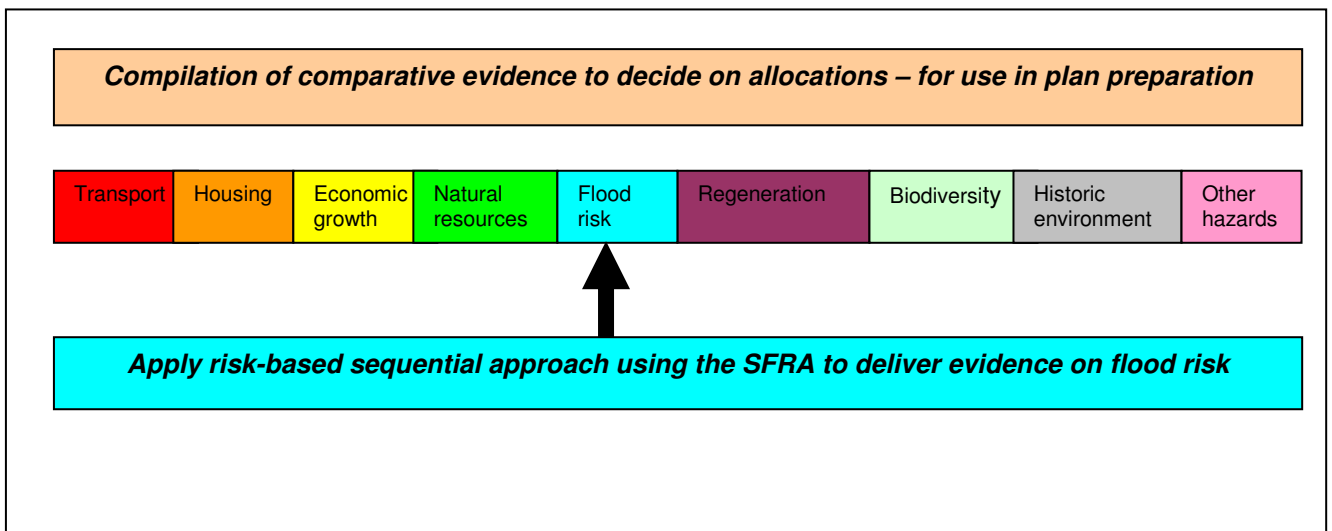 Compilation of comparative evidence to decide on allocations – for use in plan preparation
Transport
Housing
Economic
growth
Natural
resources
Flood
risk
Regeneration
Biodiversity
Historic
environment
Other
hazards
Apply risk-based sequential approach using the SFRA to deliver evidence on flood risk